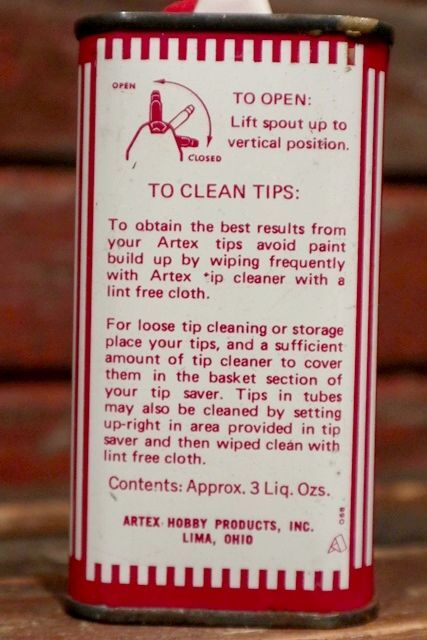 OPEN
CLOSED
TO OPEN:
Lift spout up to
vertical position.
TO CLEAN TIPS:
To obtain the best results from
your Artex tips avoid paint
build up by wiping frequently
with Artex ip cleaner with a
lint free cloth.
For loose tip cleaning or storage
place your tips, and a sufficient
amount of tip cleaner to cover
them in the basket section of
your tip saver. Tips in tubes
may also be cleaned by setting
up-right in area provided in tip
saver and then wiped clean with
lint free cloth.
Contents: Approx. 3 Liq. Ozs.
ARTEX HOBBY PRODUCTS, INC.
LIMA, OHIO